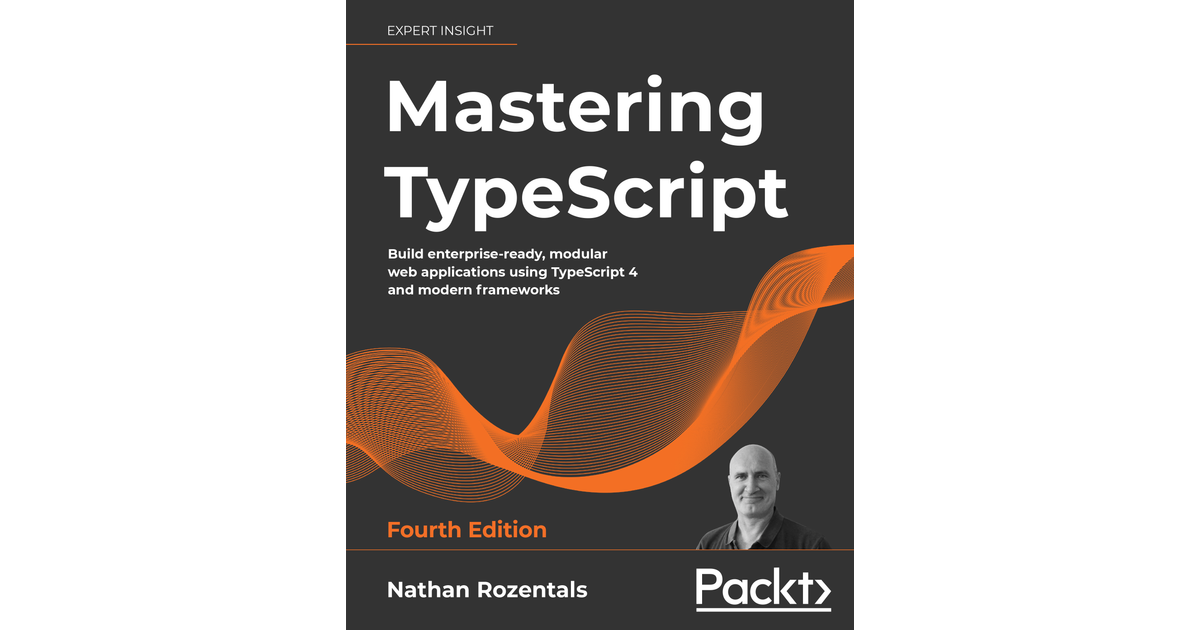 EXPERT INSIGHT
Mastering
TypeScript
Build enterprise-ready, modular
web applications using TypeScript 4
and modern frameworks
Fourth Edition
Nathan Rozentals
Packt